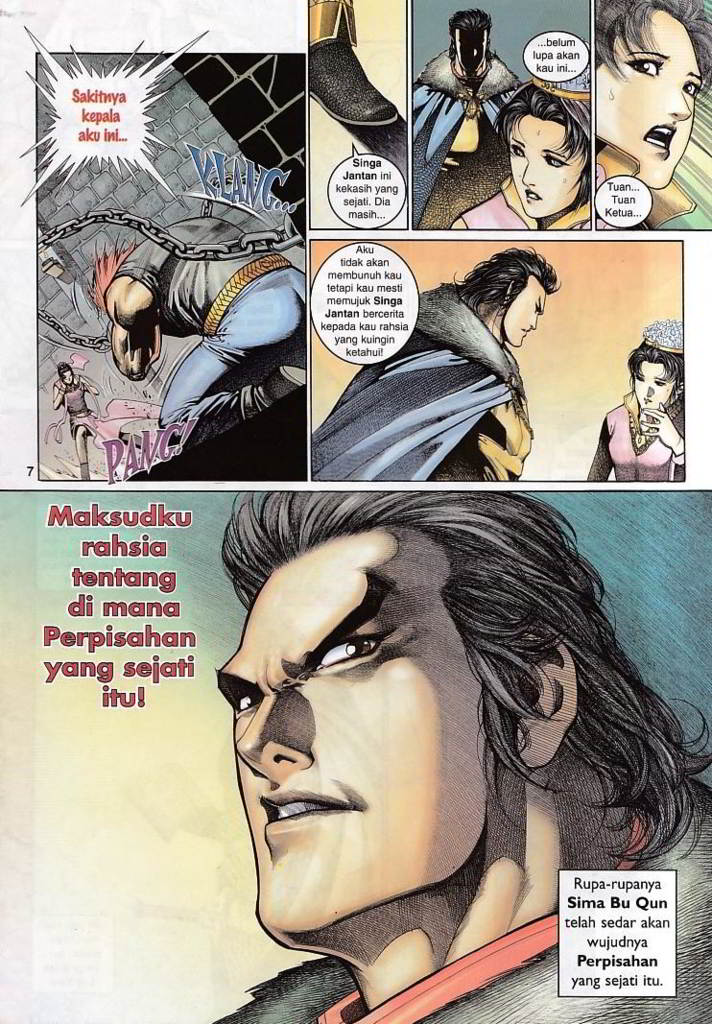 Sakitnya
kepala
aku ini...
KLANG...
PANG!
7
Singa
Jantan ini
kekasih yang
sejati. Dia
masih...
...belum
lupa akan
kau ini...
Tuan...
Tuan
Ketua...
Aku
tidak akan
membunuh kau
tetapi kau mesti
memujuk Singa
Jantan bercerita
kepada kau rahsia
yang kuingin
ketahui!
Maksudku
rahsia
tentang
di mana
Perpisahan
yang sejati
itu!
Rupa-rupanya
Sima Bu Qun
telah sedar akan
wujudnya
Perpisahan
yang sejati itu.